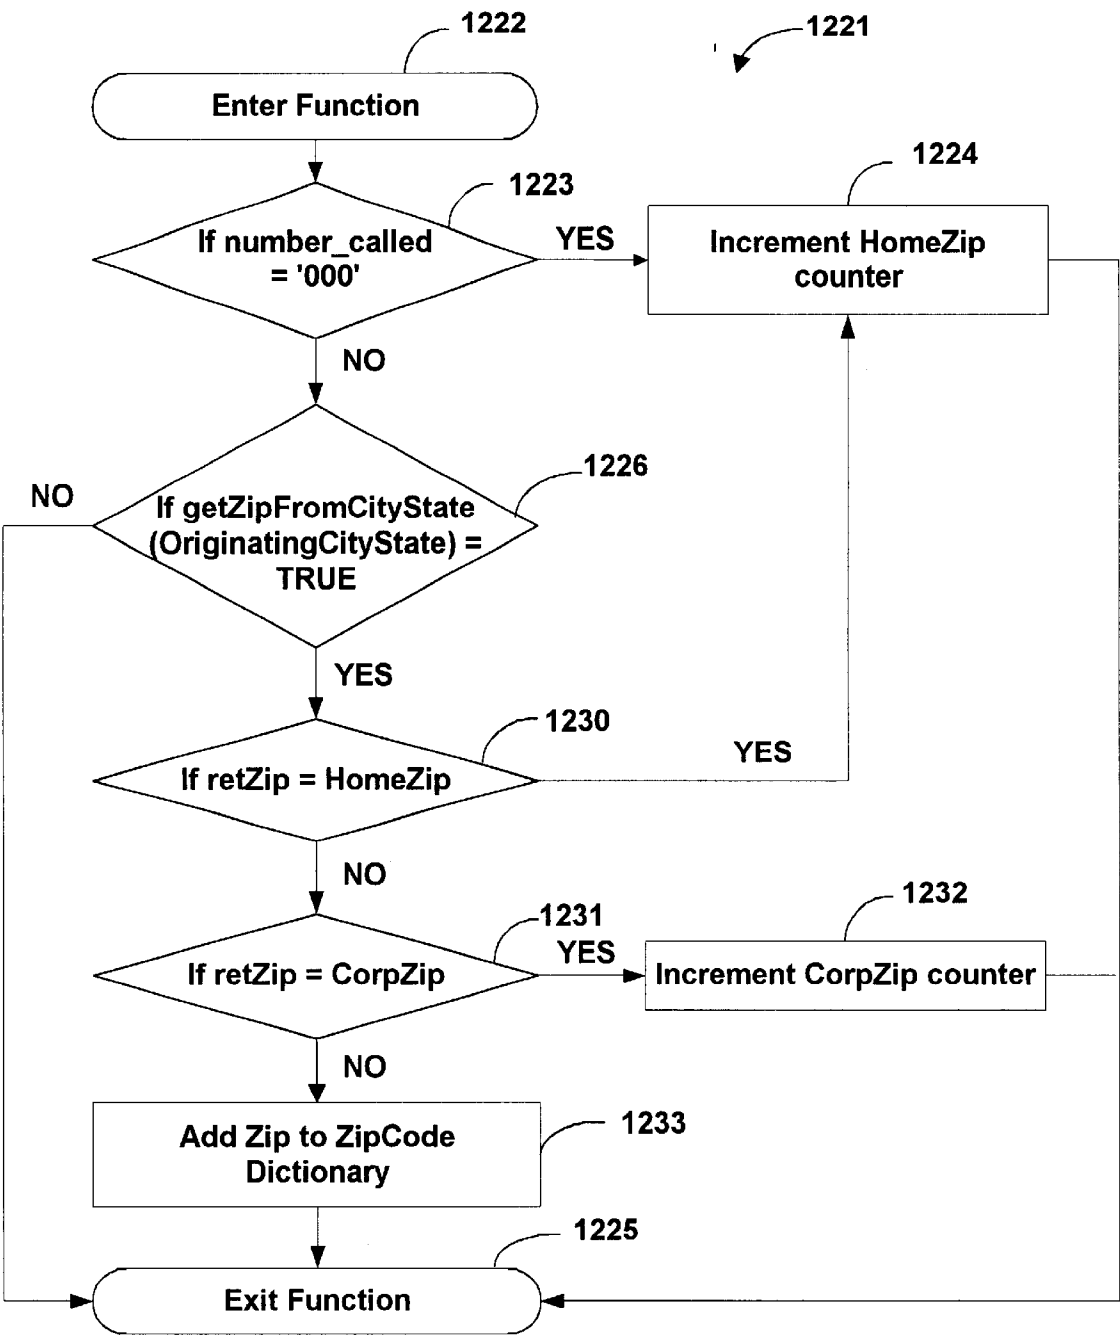 1222
1221
Enter Function
1224
1223
If number_called
= '000'
YES
Increment HomeZip
counter
NO
1226
NO
If getZipFromCityState
(OriginatingCityState) =
TRUE
YES
1230
If retZip = HomeZip
YES
NO
1232
1231
If retZip = CorpZip
YES
Increment CorpZip counter
NO
1233
Add Zip to ZipCode
Dictionary
1225
Exit Function